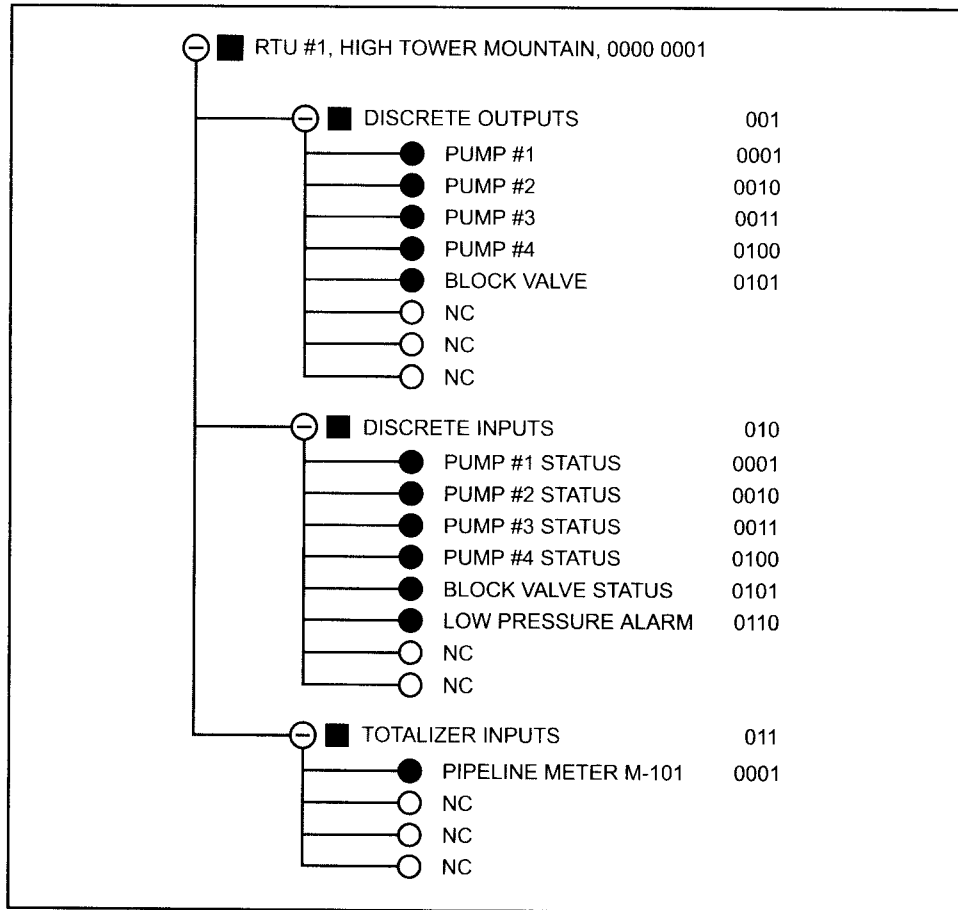 RTU #1, HIGH TOWER MOUNTAIN, 0000 0001
DISCRETE OUTPUTS 001
PUMP #1 0001
PUMP #2 0010
PUMP #3 0011
PUMP #4 0100
BLOCK VALVE 0101
NC
NC
NC
DISCRETE INPUTS 010
PUMP #1 STATUS 0001
PUMP #2 STATUS 0010
PUMP #3 STATUS 0011
PUMP #4 STATUS 0100
BLOCK VALVE STATUS 0101
LOW PRESSURE ALARM 0110
NC
NC
TOTALIZER INPUTS 011
PIPELINE METER M-101 0001
NC
NC
NC